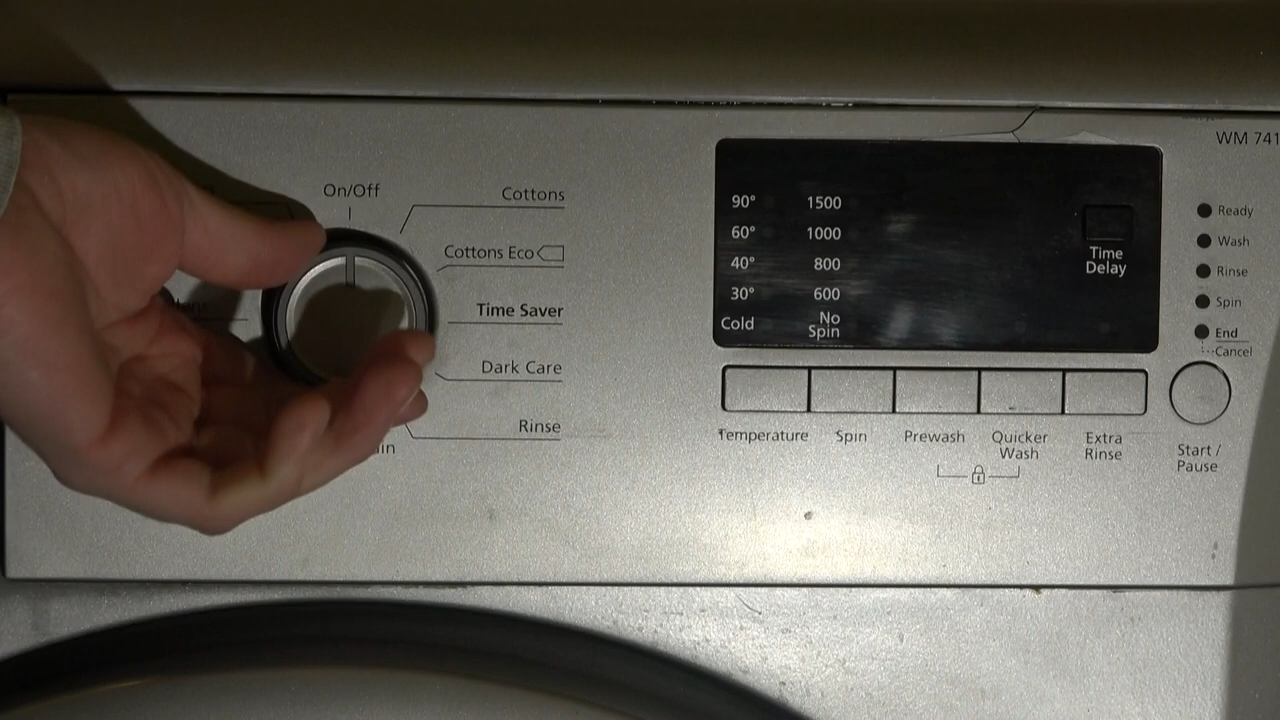 WM 741
On/Off
Cottons
Cottons Eco
Time Saver
Dark Care
Rinse
90° 1500
60° 1000
40° 800
30° 600
Cold No
Spin
Time
Delay
Ready
Wash
Rinse
Spin
End
Cancel
Temperature
Spin
Prewash
Quicker
Wash
Extra
Rinse
Start /
Pause